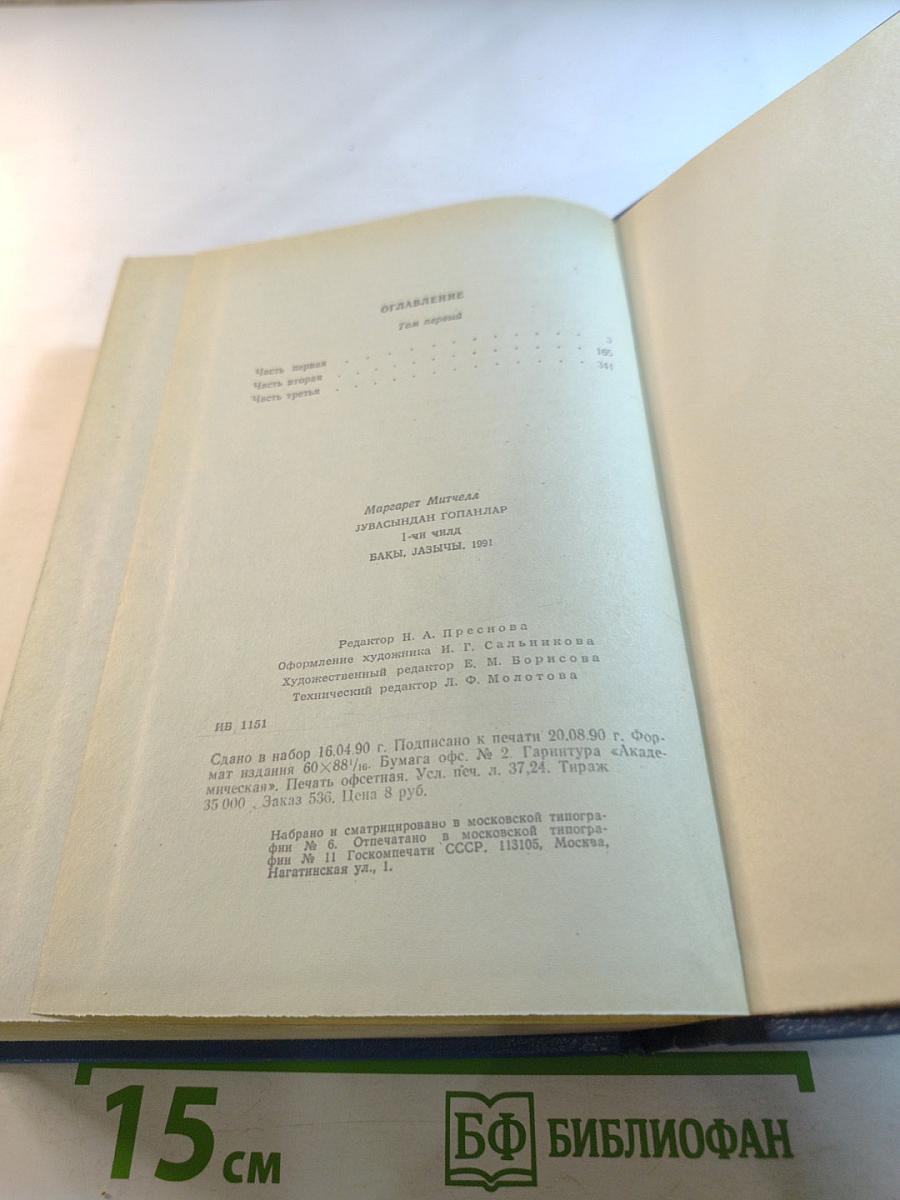 ОГЛАВЛЕНИЕ
Том первый
Часть первая . . . . . . . . . . 3
Часть вторая . . . . . . . . . . 165
Часть третья . . . . . . . . . . 344
Маргарет Митчелл
ЈУВАСЫНДАН ГОПАНЛАР
1-чи чилд
БАКЫ, ЈАЗЫЧЫ, 1991
Редактор Н. А. Преснова
Оформление художника И. Г. Сальникова
Художественный редактор Е. М. Борисова
Технический редактор Л. Ф. Молотова
ИВ 1151
Сдано в набор 16.04.90 г. Подписано к печати 20.08.90 г. Фор-
мат издания 60×88¹/₁₆. Бумага офс. № 2. Гарнитура «Акаде-
мическая». Печать офсетная. Усл. печ. л. 37,24. Тираж
35 000 . Заказ 536. Цена 8 руб.
Набрано и сматрицировано в московской типогра-
фии № 6. Отпечатано в московской типогра-
фии № 11 Госкомпечати СССР. 113105, Москва,
Нагатинская ул., 1.
15 см
БФ БИБЛИОФАН